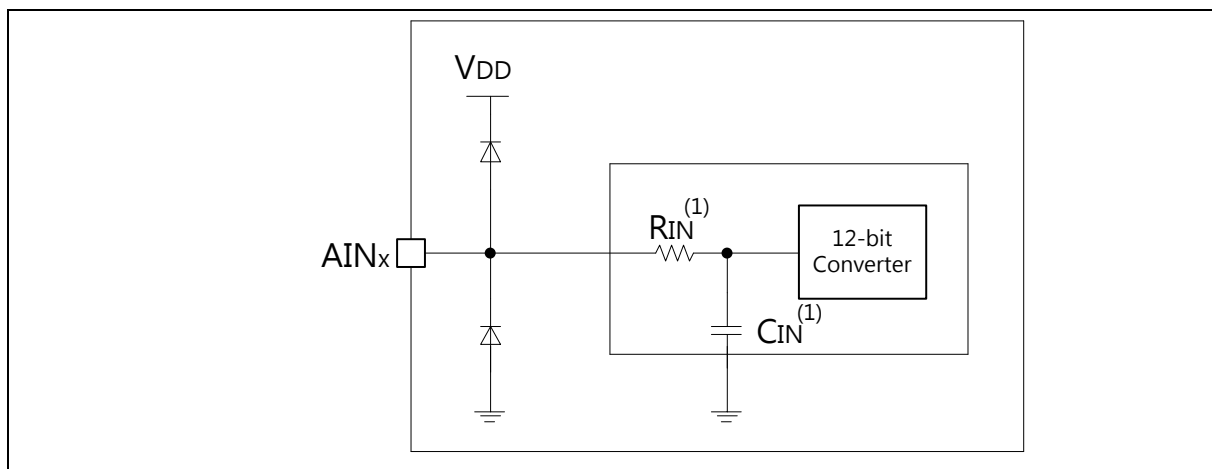 VDD
AINx
RIN(1)
12-bit
Converter
CIN(1)